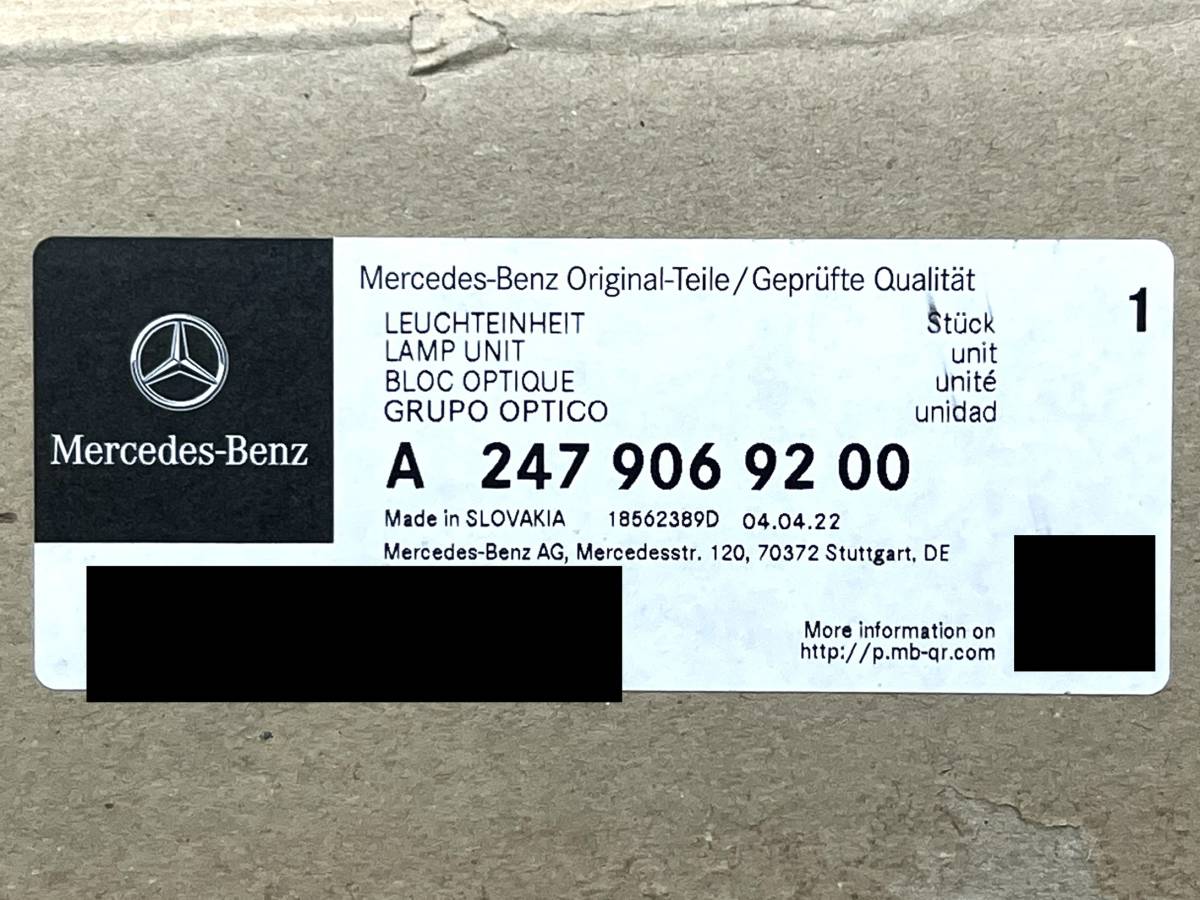 Mercedes-Benz
Mercedes-Benz Original-Teile/Geprüfte Qualität
LEUCHTEINHEIT Stück 1
LAMP UNIT unit
BLOC OPTIQUE unité
GRUPO OPTICO unidad
A 247 906 92 00
Made in SLOVAKIA 18562389D 04.04.22
Mercedes-Benz AG, Mercedesstr. 120, 70372 Stuttgart, DE
More information on
http://p.mb-qr.com